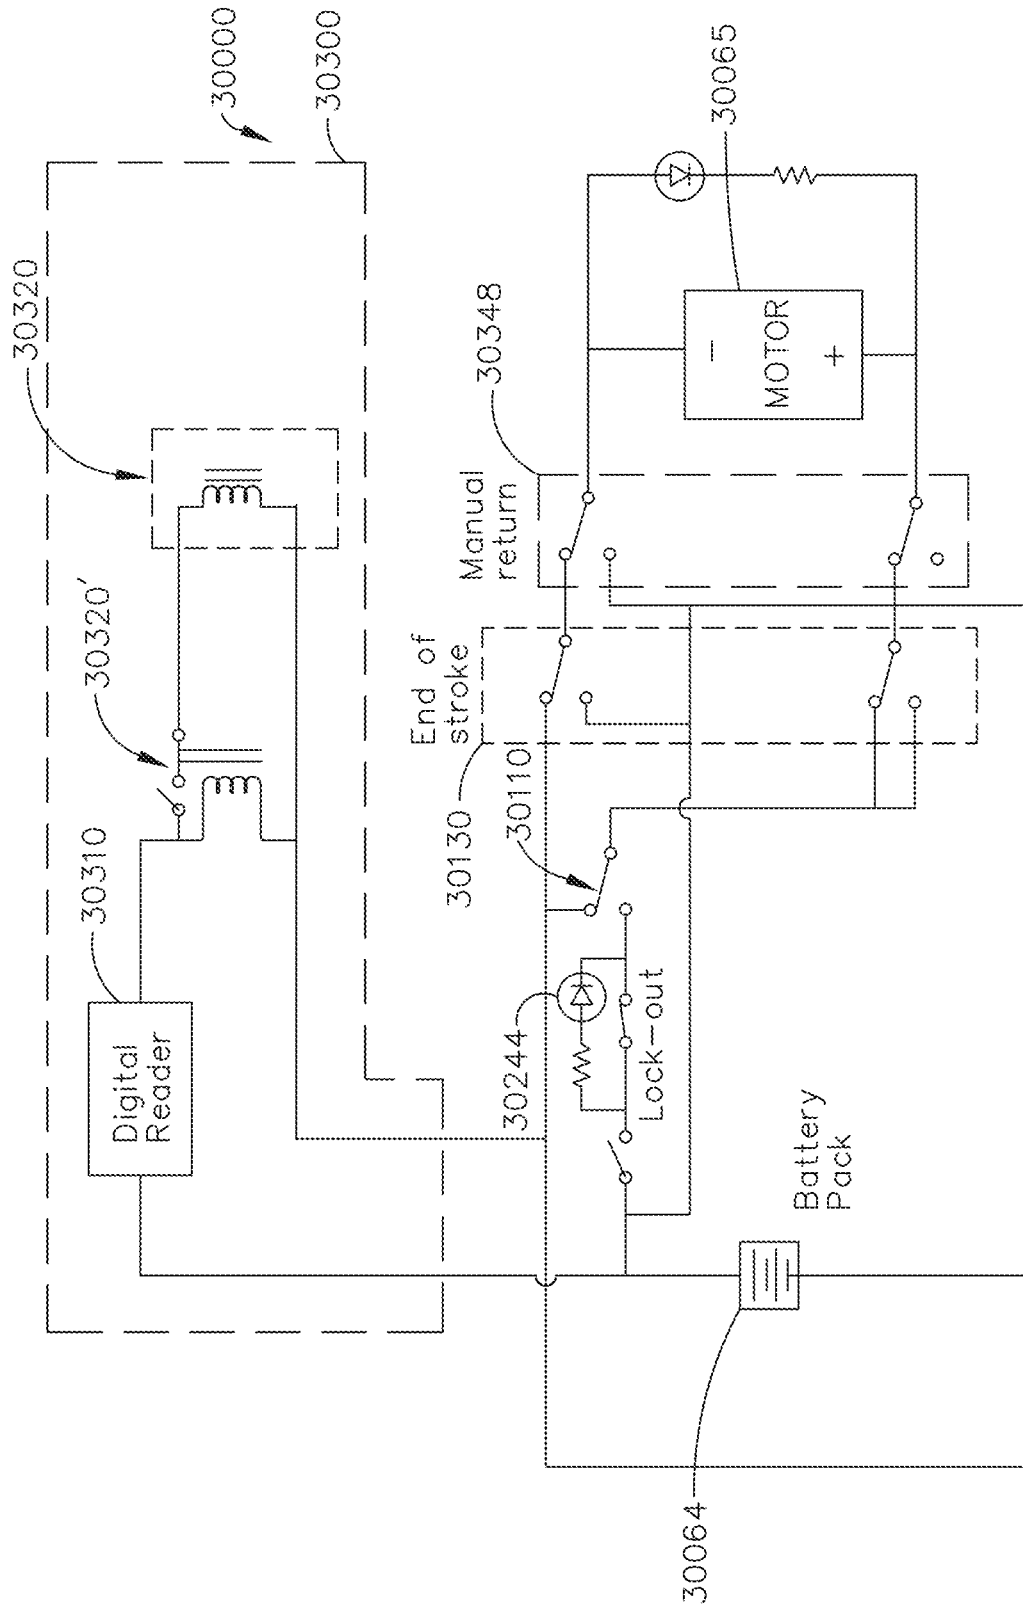 30000
30300
30320
30320'
30310
Digital
Reader
30065
30348
Manual
return
MOTOR
−
+
End of
stroke
30130
30110
30244
Lock-out
Battery
Pack
30064